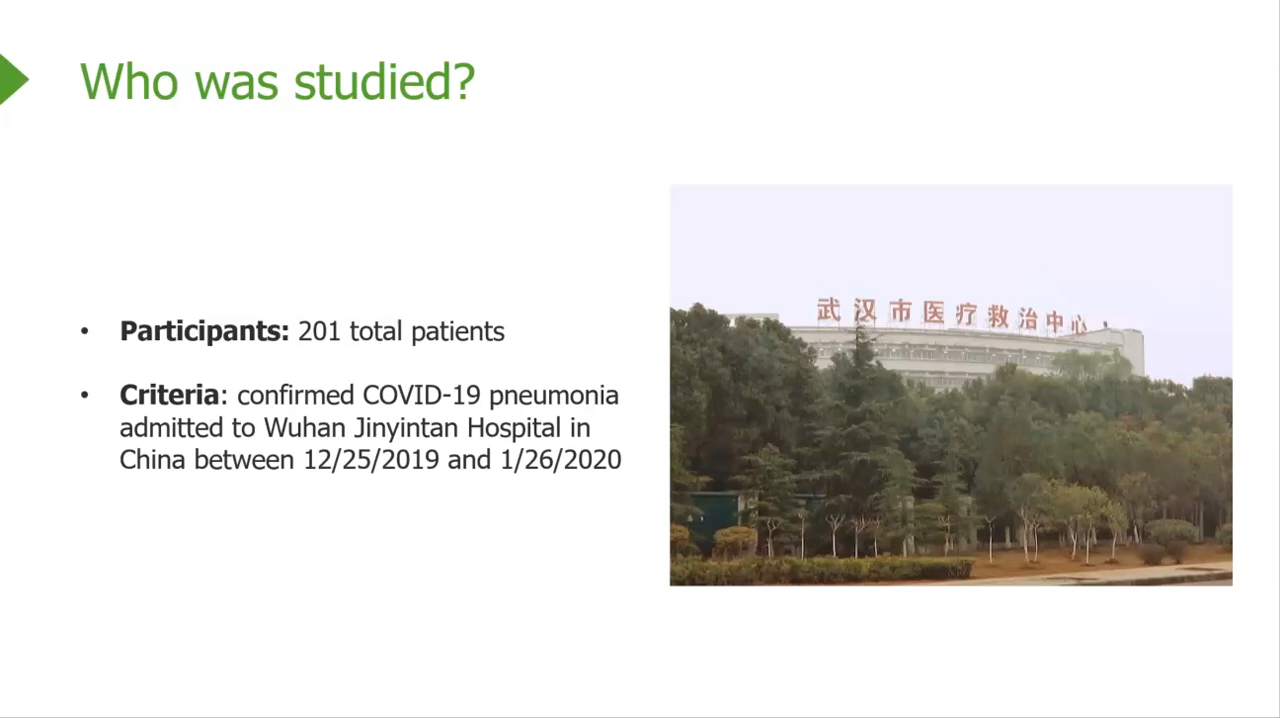 Who was studied?
• Participants: 201 total patients
• Criteria: confirmed COVID-19 pneumonia
admitted to Wuhan Jinyintan Hospital in
China between 12/25/2019 and 1/26/2020
武汉市医疗救治中心